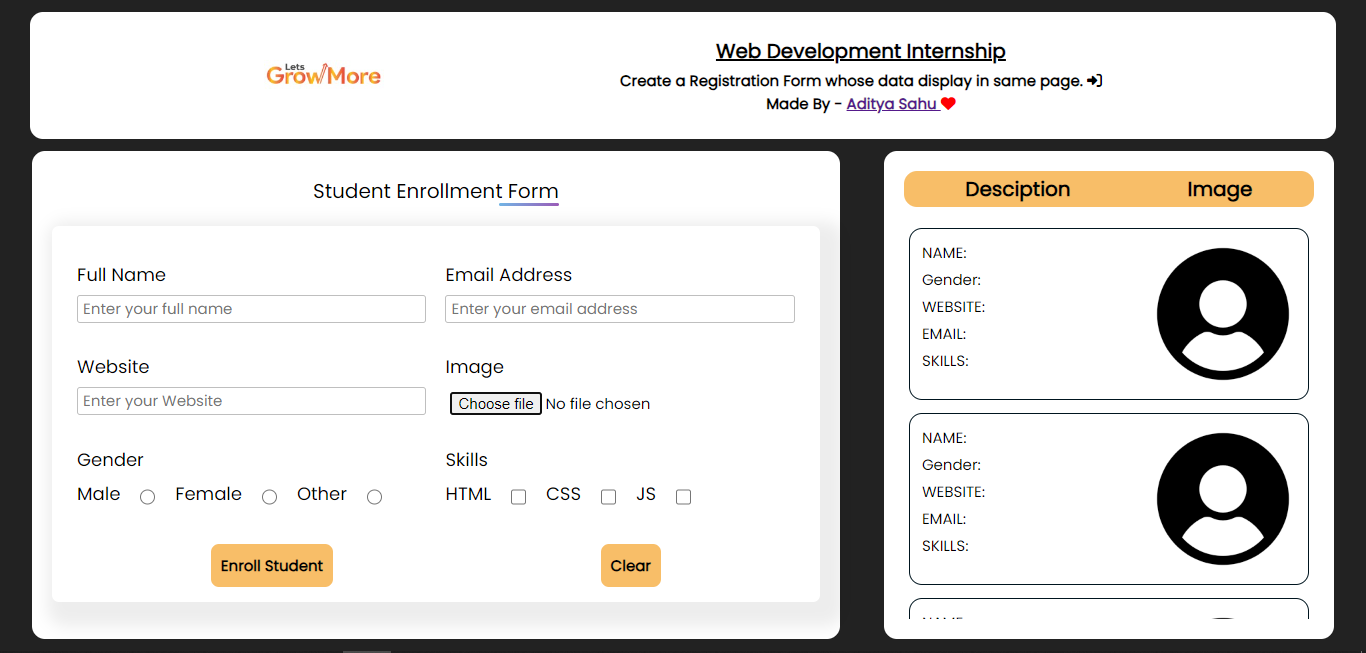 Lets
GrowMore
Web Development Internship
Create a Registration Form whose data display in same page.
Made By - Aditya Sahu
Student Enrollment Form
Full Name
Enter your full name
Email Address
Enter your email address
Website
Enter your Website
Image
Choose file No file chosen
Gender
Male Female Other
Skills
HTML CSS JS
Enroll Student
Clear
Desciption Image
NAME:
Gender:
WEBSITE:
EMAIL:
SKILLS:
NAME:
Gender:
WEBSITE:
EMAIL:
SKILLS: